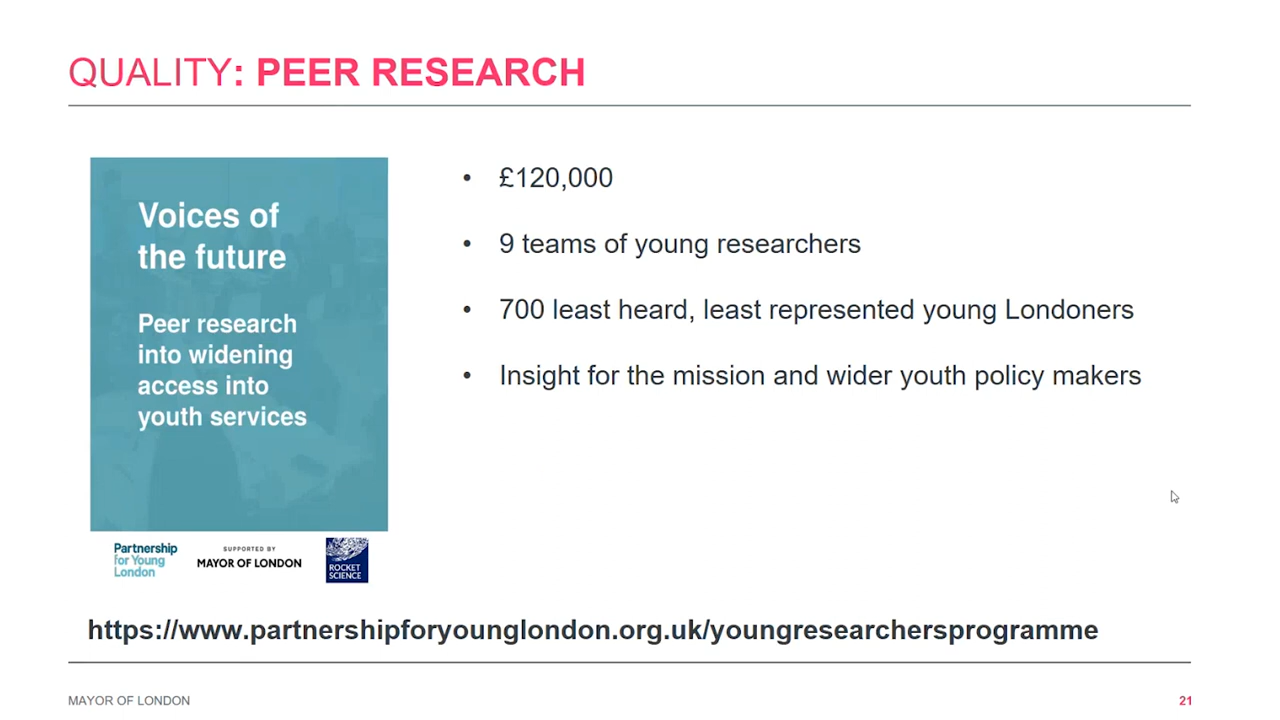 QUALITY: PEER RESEARCH
Voices of
the future
Peer research
into widening
access into
youth services
Partnership
for Young
London
SUPPORTED BY
MAYOR OF LONDON
ROCKET
SCIENCE
• £120,000
• 9 teams of young researchers
• 700 least heard, least represented young Londoners
• Insight for the mission and wider youth policy makers
https://www.partnershipforyounglondon.org.uk/youngresearchersprogramme
MAYOR OF LONDON
21